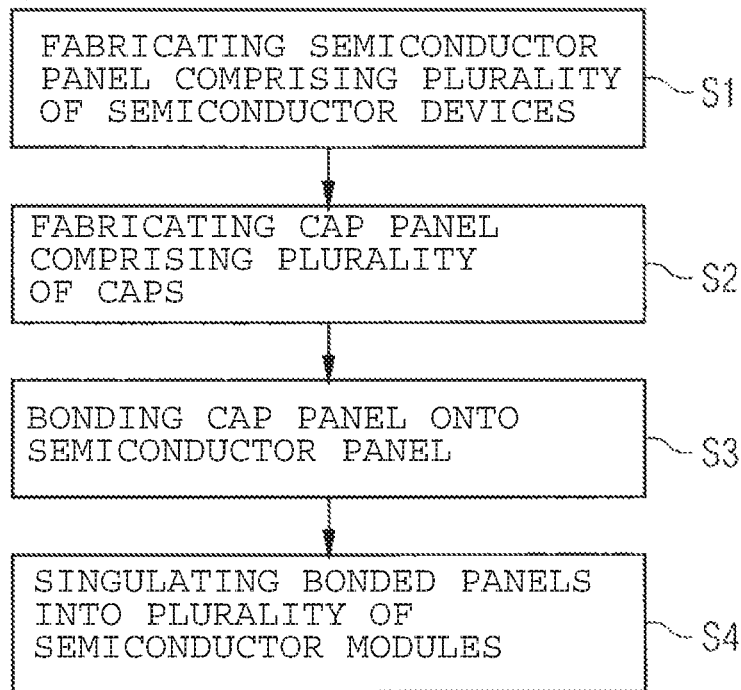 FABRICATING SEMICONDUCTOR
PANEL COMPRISING PLURALITY
OF SEMICONDUCTOR DEVICES
S1
FABRICATING CAP PANEL
COMPRISING PLURALITY
OF CAPS
S2
BONDING CAP PANEL ONTO
SEMICONDUCTOR PANEL
S3
SINGULATING BONDED PANELS
INTO PLURALITY OF
SEMICONDUCTOR MODULES
S4